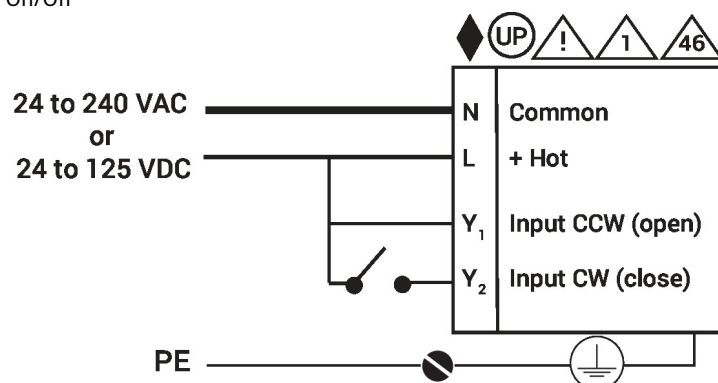 On/Off
UP ! 1 46
24 to 240 VAC
or
24 to 125 VDC
N Common
L + Hot
Y1 Input CCW (open)
Y2 Input CW (close)
PE